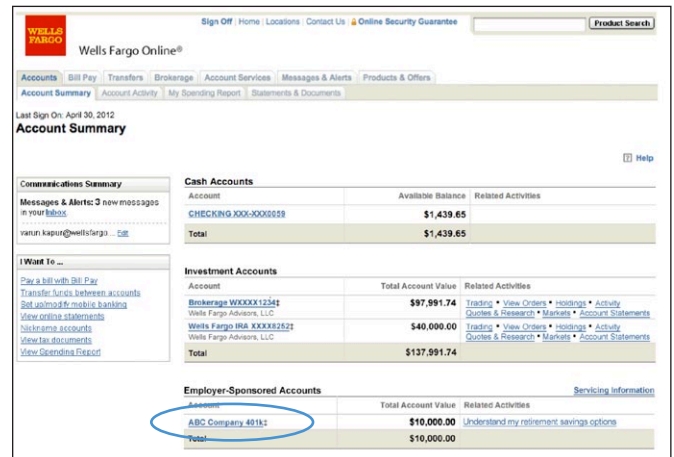 WELLS
FARGO
Sign Off | Home | Locations | Contact Us | Online Security Guarantee
Product Search
Wells Fargo Online®
Accounts Bill Pay Transfers Brokerage Account Services Messages & Alerts Products & Offers
Account Summary Account Activity My Spending Report Statements & Documents
Last Sign On: April 30, 2012
Account Summary
? Help
Communications Summary
Messages & Alerts: 3 new messages
in your Inbox
varun.kapur@wellsfargo... Edit
I Want To ...
Pay a bill with Bill Pay
Transfer funds between accounts
Set up/modify mobile banking
View online statements
Nickname accounts
View tax documents
View Spending Report
Cash Accounts
Account Available Balance Related Activities
CHECKING XXX-XXX0059 $1,439.65
Total $1,439.65
Investment Accounts
Account Total Account Value Related Activities
Brokerage WXXXX1234‡ $97,991.74 Trading • View Orders • Holdings • Activity
Wells Fargo Advisors, LLC Quotes & Research • Markets • Account Statements
Wells Fargo IRA XXXX8252‡ $40,000.00 Trading • View Orders • Holdings • Activity
Wells Fargo Advisors, LLC Quotes & Research • Markets • Account Statements
Total $137,991.74
Employer-Sponsored Accounts Servicing Information
Account Total Account Value Related Activities
ABC Company 401k‡ $10,000.00 Understand my retirement savings options
Total $10,000.00